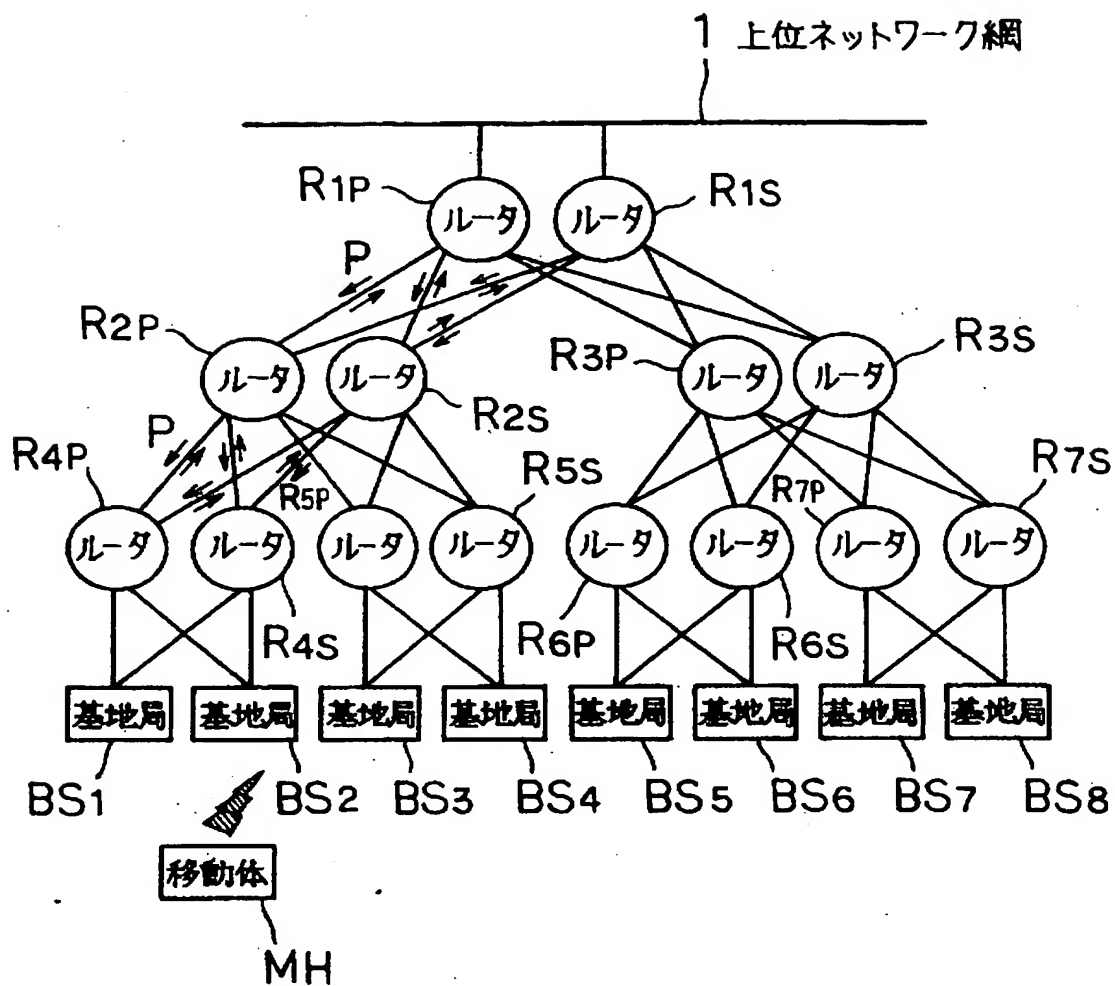 1 上位ネットワーク網
R1P ルータ ルータ R1S
P
R2P ルータ ルータ R2S R3P ルータ ルータ R3S
P
R4P R5P R5S R7P R7S
ルータ ルータ ルータ ルータ ルータ ルータ ルータ ルータ
R4S R6P R6S
基地局 基地局 基地局 基地局 基地局 基地局 基地局 基地局
BS1 BS2 BS3 BS4 BS5 BS6 BS7 BS8
移動体
MH